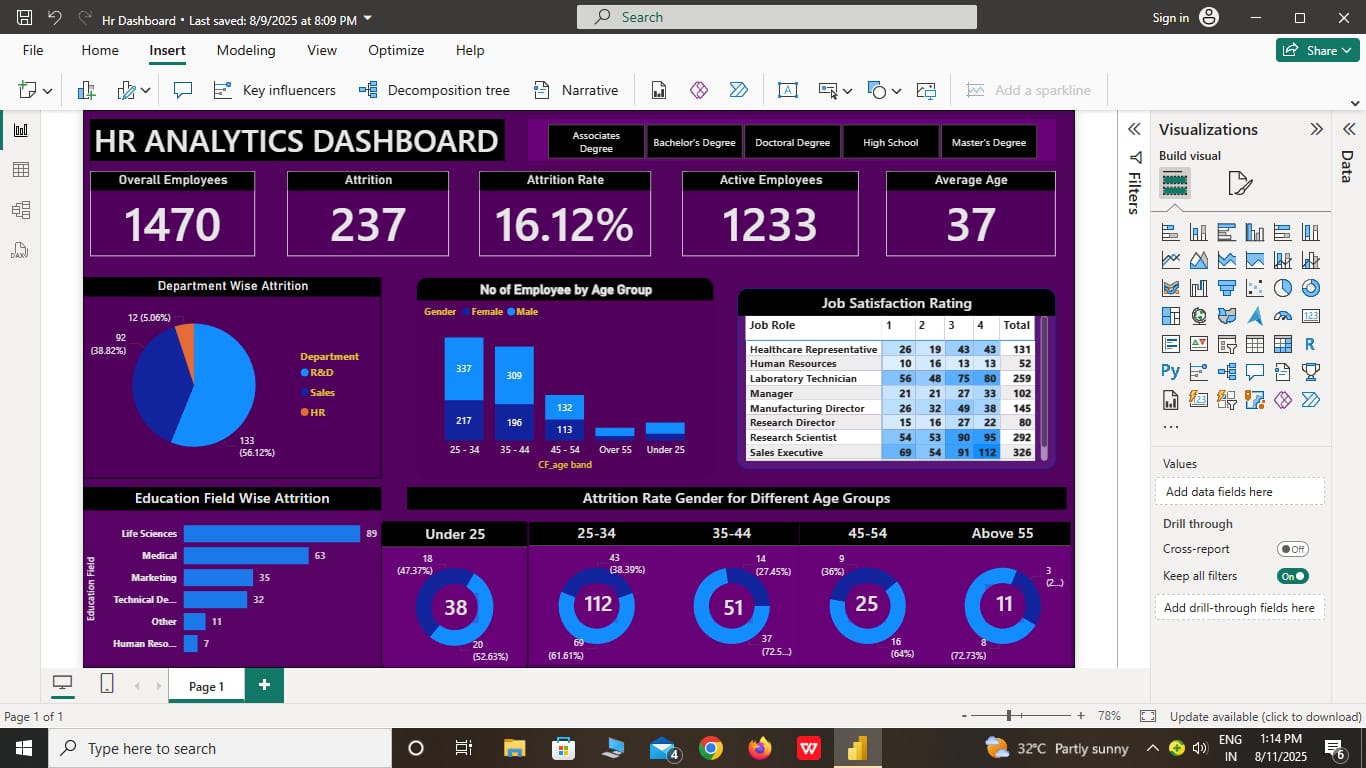 Hr Dashboard • Last saved: 8/9/2025 at 8:09 PM
Search
Sign in
File Home Insert Modeling View Optimize Help
Share
Key influencers
Decomposition tree
Narrative
Add a sparkline
HR ANALYTICS DASHBOARD
Associates
Degree
Bachelor's Degree
Doctoral Degree
High School
Master's Degree
Overall Employees
1470
Attrition
237
Attrition Rate
16.12%
Active Employees
1233
Average Age
37
Department Wise Attrition
12 (5.06%)
92
(38.82%)
133
(56.12%)
Department
R&D
Sales
HR
No of Employee by Age Group
Gender Female Male
337 309 132
217 196 113
25 - 34 35 - 44 45 - 54 Over 55 Under 25
CF_age band
Job Satisfaction Rating
Job Role 1 2 3 4 Total
Healthcare Representative 26 19 43 43 131
Human Resources 10 16 13 13 52
Laboratory Technician 56 48 75 80 259
Manager 21 21 27 33 102
Manufacturing Director 26 32 49 38 145
Research Director 15 16 27 22 80
Research Scientist 54 53 90 95 292
Sales Executive 69 54 91 112 326
Education Field Wise Attrition
Education Field
Life Sciences 89
Medical 63
Marketing 35
Technical De... 32
Other 11
Human Reso... 7
Attrition Rate Gender for Different Age Groups
Under 25
18
(47.37%)
38
20
(52.63%)
25-34
43
(38.39%)
112
69
(61.61%)
35-44
14
(27.45%)
51
37
(72.5...)
45-54
9
(36%)
25
16
(64%)
Above 55
3
(2...)
11
8
(72.73%)
Filters
Visualizations
Build visual
123
R
Py
...
Values
Add data fields here
Drill through
Cross-report
Off
Keep all filters
On
Add drill-through fields here
Data
DAX
Page 1
+
Page 1 of 1
- + 78%
Update available (click to download)
Type here to search
4
W
32°C Partly sunny
ENG
IN
1:14 PM
8/11/2025
6